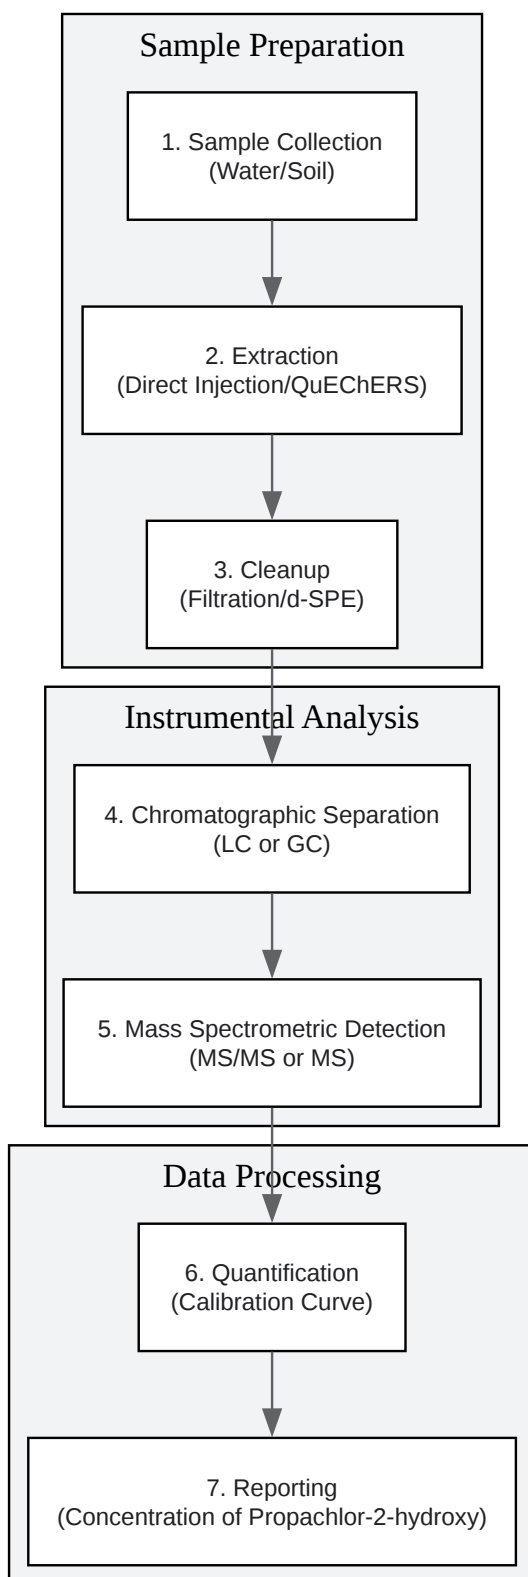 Sample Preparation
1. Sample Collection
(Water/Soil)
2. Extraction
(Direct Injection/QuEChERS)
3. Cleanup
(Filtration/d-SPE)
Instrumental Analysis
4. Chromatographic Separation
(LC or GC)
5. Mass Spectrometric Detection
(MS/MS or MS)
Data Processing
6. Quantification
(Calibration Curve)
7. Reporting
(Concentration of Propachlor-2-hydroxy)